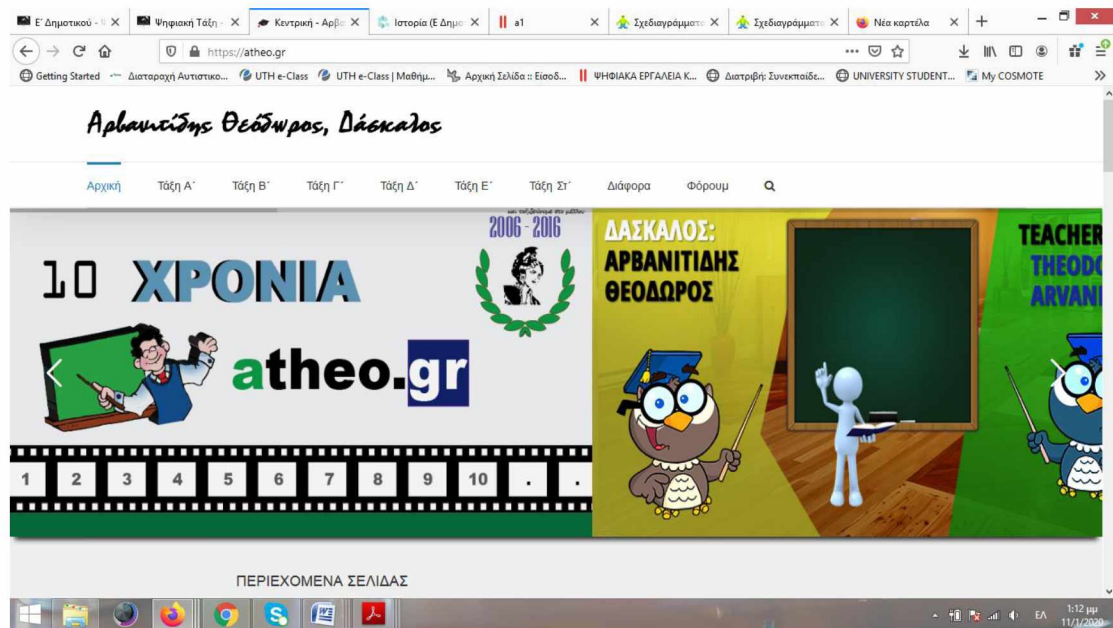 Ε' Δημοτικού -
Ψηφιακή Τάξη -
Κεντρική - Αρβα
Ιστορία (Ε Δημο
a1
Σχεδιαγράμματα
Σχεδιαγράμματα
Νέα καρτέλα
https://atheo.gr
Getting Started
Διαταραχή Αυτιστικο...
UTH e-Class
UTH e-Class | Μαθήμ...
Αρχική Σελίδα :: Είσοδ...
ΨΗΦΙΑΚΑ ΕΡΓΑΛΕΙΑ Κ...
Διατριβή: Συνεκπαίδε...
UNIVERSITY STUDENT...
My COSMOTE
Αρβανιτίδης Θεόδωρος, Δάσκαλος
Αρχική Τάξη Α΄ Τάξη Β΄ Τάξη Γ΄ Τάξη Δ΄ Τάξη Ε΄ Τάξη Στ΄ Διάφορα Φόρουμ
2006 - 2016
10 ΧΡΟΝΙΑ
atheo.gr
1 2 3 4 5 6 7 8 9 10 . .
ΔΑΣΚΑΛΟΣ:
ΑΡΒΑΝΙΤΙΔΗΣ
ΘΕΟΔΩΡΟΣ
TEACHER
THEODO
ARVANI
ΠΕΡΙΕΧΟΜΕΝΑ ΣΕΛΙΔΑΣ
ΕΛ
1:12 μμ
11/1/2020